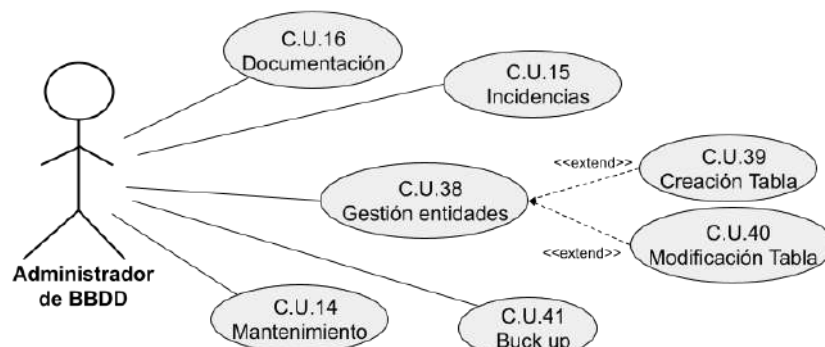 C.U.16
Documentación
C.U.15
Incidencias
C.U.38
Gestión entidades
<<extend>>
C.U.39
Creación Tabla
<<extend>>
C.U.40
Modificación Tabla
Administrador
de BBDD
C.U.14
Mantenimiento
C.U.41
Buck up